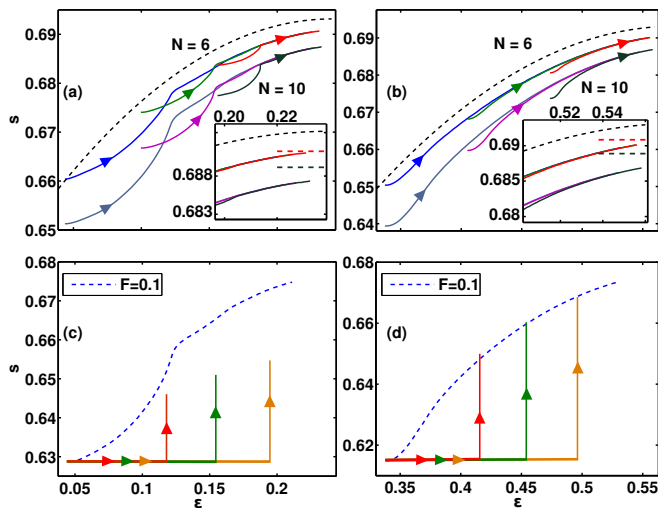 0.69
0.68
0.67
0.66
0.65
s
(a)
N = 6
N = 10
0.20 0.22
0.688
0.683
0.69
0.68
0.67
0.66
0.65
0.64
(b)
N = 6
N = 10
0.52 0.54
0.69
0.685
0.68
0.68
0.67
0.66
0.65
0.64
0.63
s
F=0.1
(c)
0.05 0.1 0.15 0.2
ε
0.68
0.66
0.64
0.62
F=0.1
(d)
0.35 0.4 0.45 0.5 0.55
ε